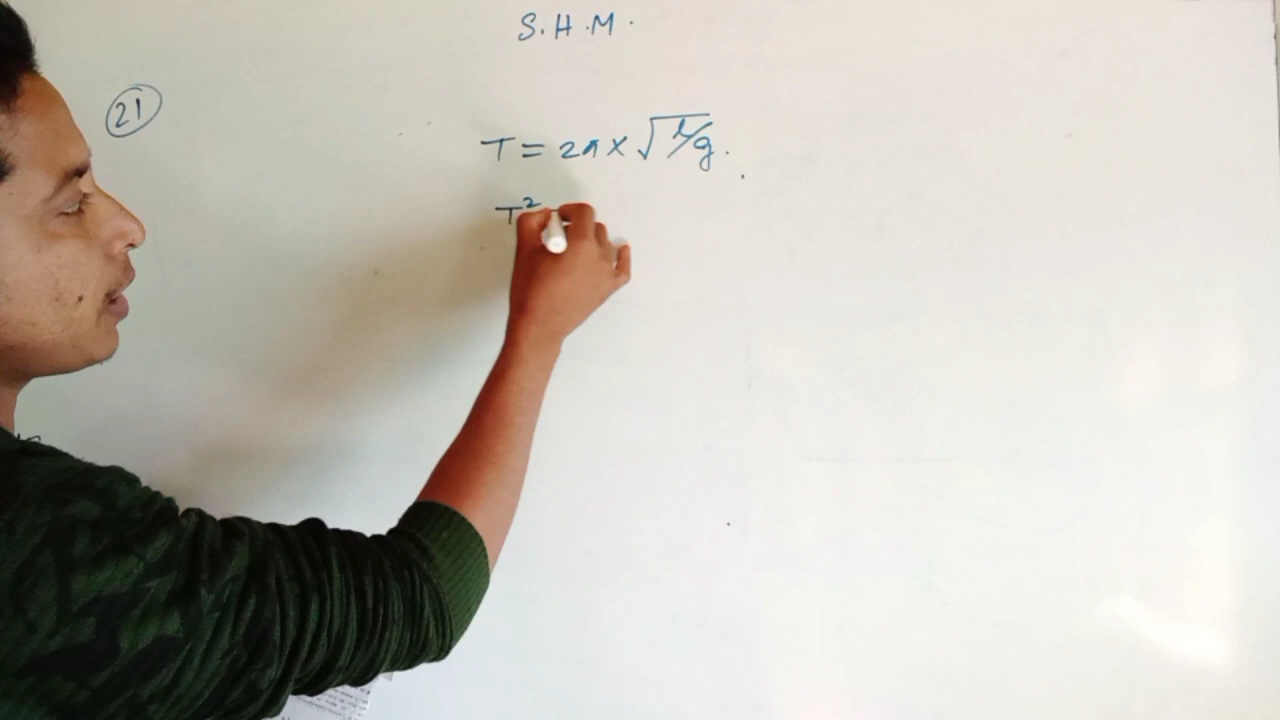 S.H.M.
21
T = 2π × √l/g.
T²